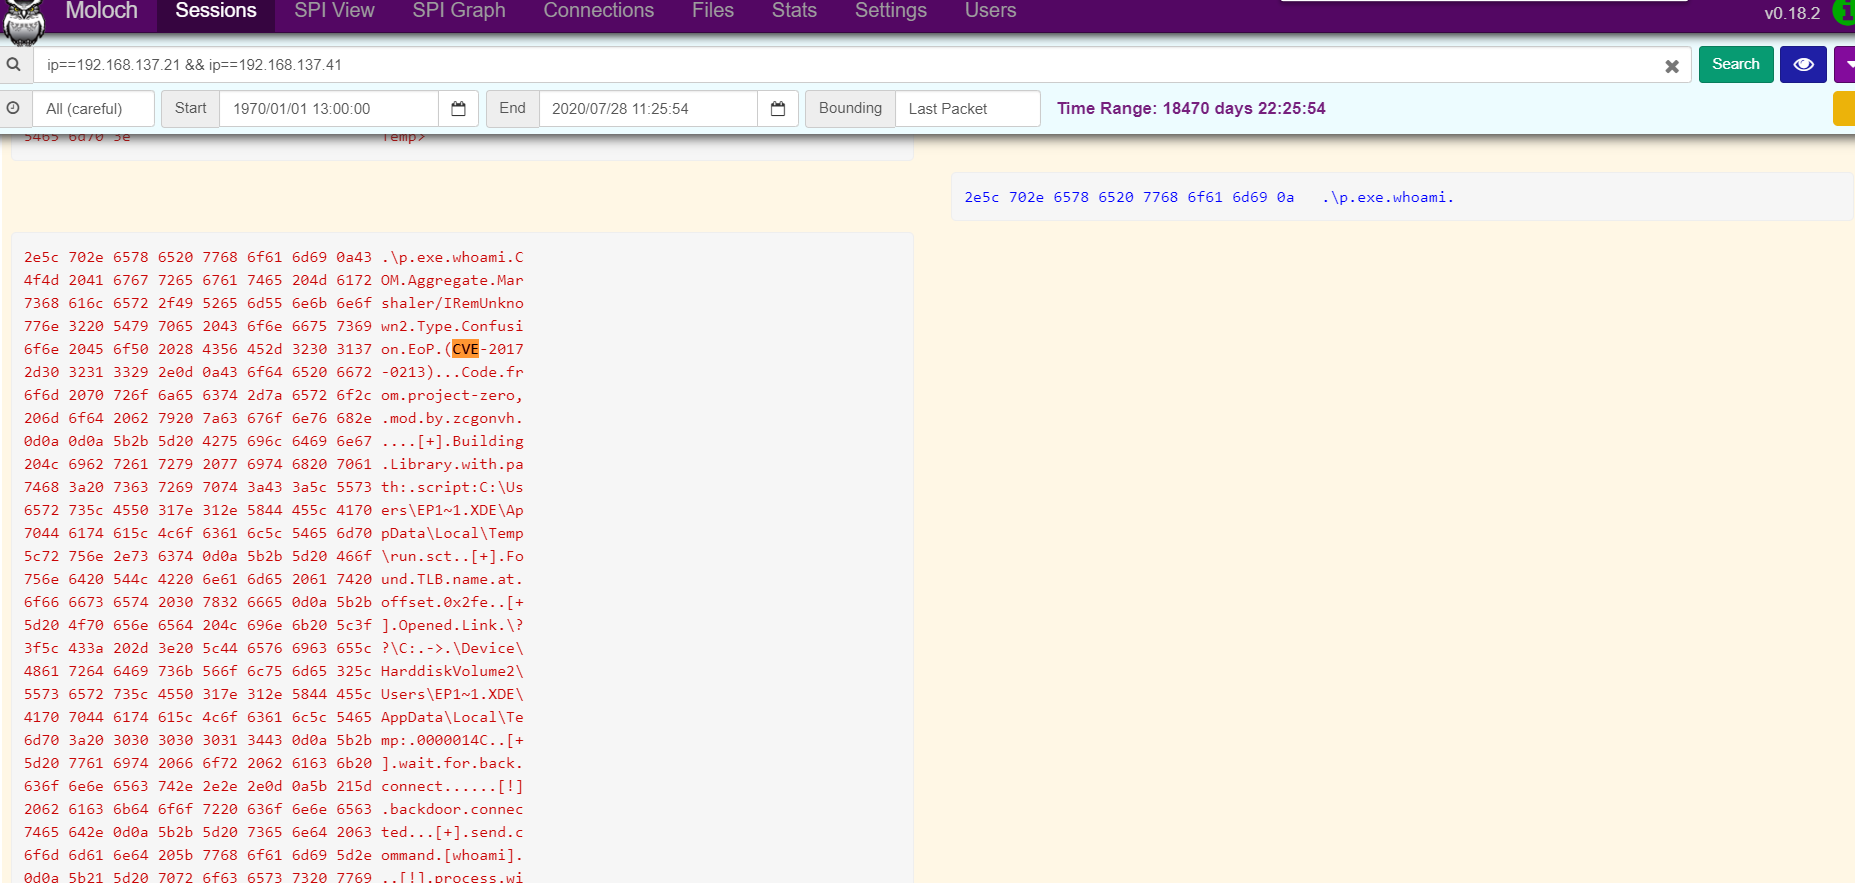 Moloch Sessions SPI View SPI Graph Connections Files Stats Settings Users v0.18.2 i
ip==192.168.137.21 && ip==192.168.137.41 Search
All (careful) Start 1970/01/01 13:00:00 End 2020/07/28 11:25:54 Bounding Last Packet Time Range: 18470 days 22:25:54
5465 6d70 3e Temp>
2e5c 702e 6578 6520 7768 6f61 6d69 0a .\p.exe.whoami.
2e5c 702e 6578 6520 7768 6f61 6d69 0a43 .\p.exe.whoami.C
4f4d 2041 6767 7265 6761 7465 204d 6172 OM.Aggregate.Mar
7368 616c 6572 2f49 5265 6d55 6e6b 6e6f shaler/IRemUnkno
776e 3220 5479 7065 2043 6f6e 6675 7369 wn2.Type.Confusi
6f6e 2045 6f50 2028 4356 452d 3230 3137 on.EoP.(CVE-2017
2d30 3231 3329 2e0d 0a43 6f64 6520 6672 -0213)...Code.fr
6f6d 2070 726f 6a65 6374 2d7a 6572 6f2c om.project-zero,
206d 6f64 2062 7920 7a63 676f 6e76 682e .mod.by.zcgonvh.
0d0a 0d0a 5b2b 5d20 4275 696c 6469 6e67 ....[+].Building
204c 6962 7261 7279 2077 6974 6820 7061 .Library.with.pa
7468 3a20 7363 7269 7074 3a43 3a5c 5573 th:.script:C:\Us
6572 735c 4550 317e 312e 5844 455c 4170 ers\EP1~1.XDE\Ap
7044 6174 615c 4c6f 6361 6c5c 5465 6d70 pData\Local\Temp
5c72 756e 2e73 6374 0d0a 5b2b 5d20 466f \run.sct..[+].Fo
756e 6420 544c 4220 6e61 6d65 2061 7420 und.TLB.name.at.
6f66 6673 6574 2030 7832 6665 0d0a 5b2b offset.0x2fe..[+
5d20 4f70 656e 6564 204c 696e 6b20 5c3f ].Opened.Link.\?
3f5c 433a 202d 3e20 5c44 6576 6963 655c ?\C:.->.\Device\
4861 7264 6469 736b 566f 6c75 6d65 325c HarddiskVolume2\
5573 6572 735c 4550 317e 312e 5844 455c Users\EP1~1.XDE\
4170 7044 6174 615c 4c6f 6361 6c5c 5465 AppData\Local\Te
6d70 3a20 3030 3030 3031 3443 0d0a 5b2b mp:.0000014C..[+
5d20 7761 6974 2066 6f72 2062 6163 6b20 ].wait.for.back.
636f 6e6e 6563 742e 2e2e 2e0d 0a5b 215d connect......[!]
2062 6163 6b64 6f6f 7220 636f 6e6e 6563 .backdoor.connec
7465 642e 0d0a 5b2b 5d20 7365 6e64 2063 ted...[+].send.c
6f6d 6d61 6e64 205b 7768 6f61 6d69 5d2e ommand.[whoami].
0d0a 5b21 5d20 7072 6f63 6573 7320 7769 ..[!].process.wi